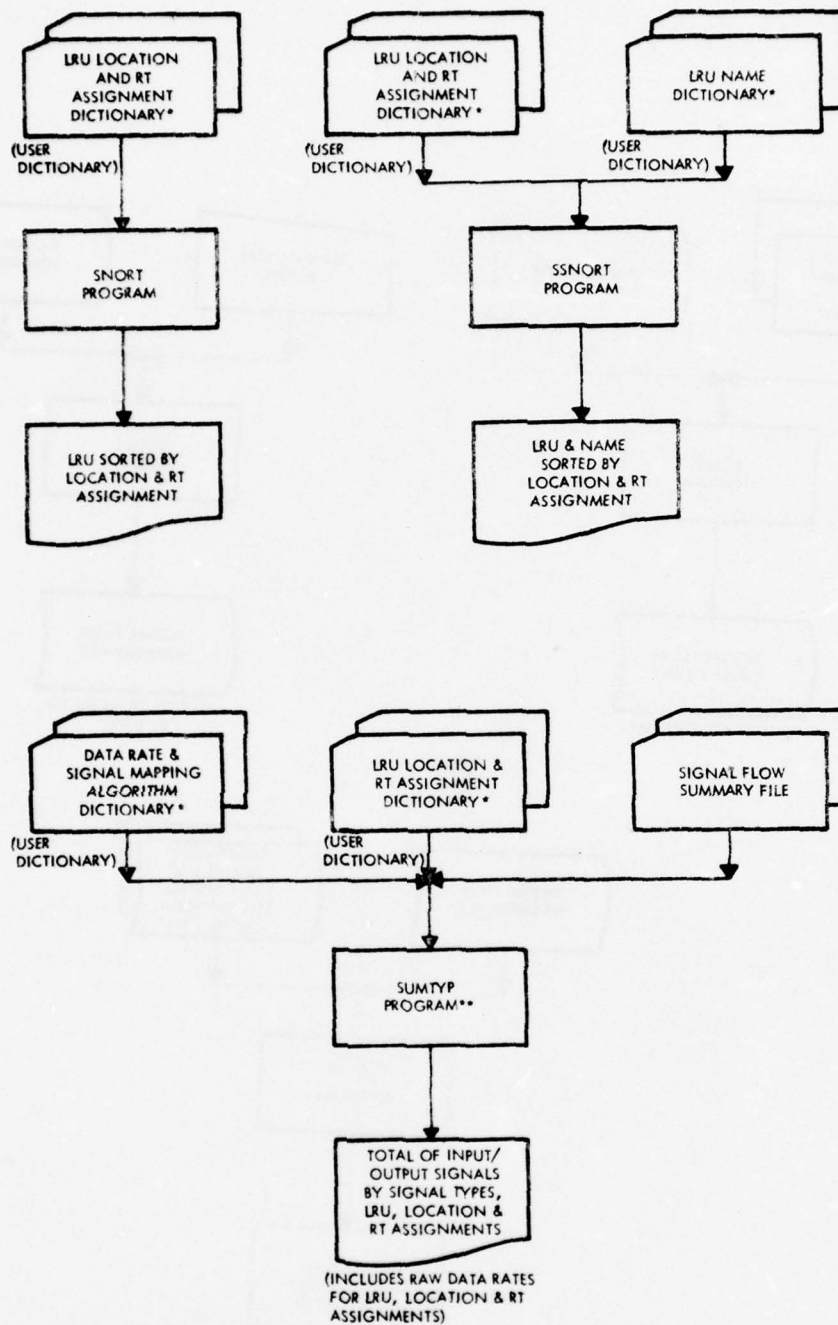 LRU LOCATION
AND RT
ASSIGNMENT
DICTIONARY*
(USER
DICTIONARY)
LRU LOCATION
AND RT
ASSIGNMENT
DICTIONARY*
(USER
DICTIONARY)
LRU NAME
DICTIONARY*
(USER
DICTIONARY)
SNORT
PROGRAM
SSNORT
PROGRAM
LRU SORTED BY
LOCATION & RT
ASSIGNMENT
LRU & NAME
SORTED BY
LOCATION & RT
ASSIGNMENT
DATA RATE &
SIGNAL MAPPING
ALGORITHM
DICTIONARY*
(USER
DICTIONARY)
LRU LOCATION &
RT ASSIGNMENT
DICTIONARY*
(USER
DICTIONARY)
SIGNAL FLOW
SUMMARY FILE
SUMTYP
PROGRAM**
TOTAL OF INPUT/
OUTPUT SIGNALS
BY SIGNAL TYPES,
LRU, LOCATION &
RT ASSIGNMENTS
(INCLUDES RAW DATA RATES
FOR LRU, LOCATION & RT
ASSIGNMENTS)